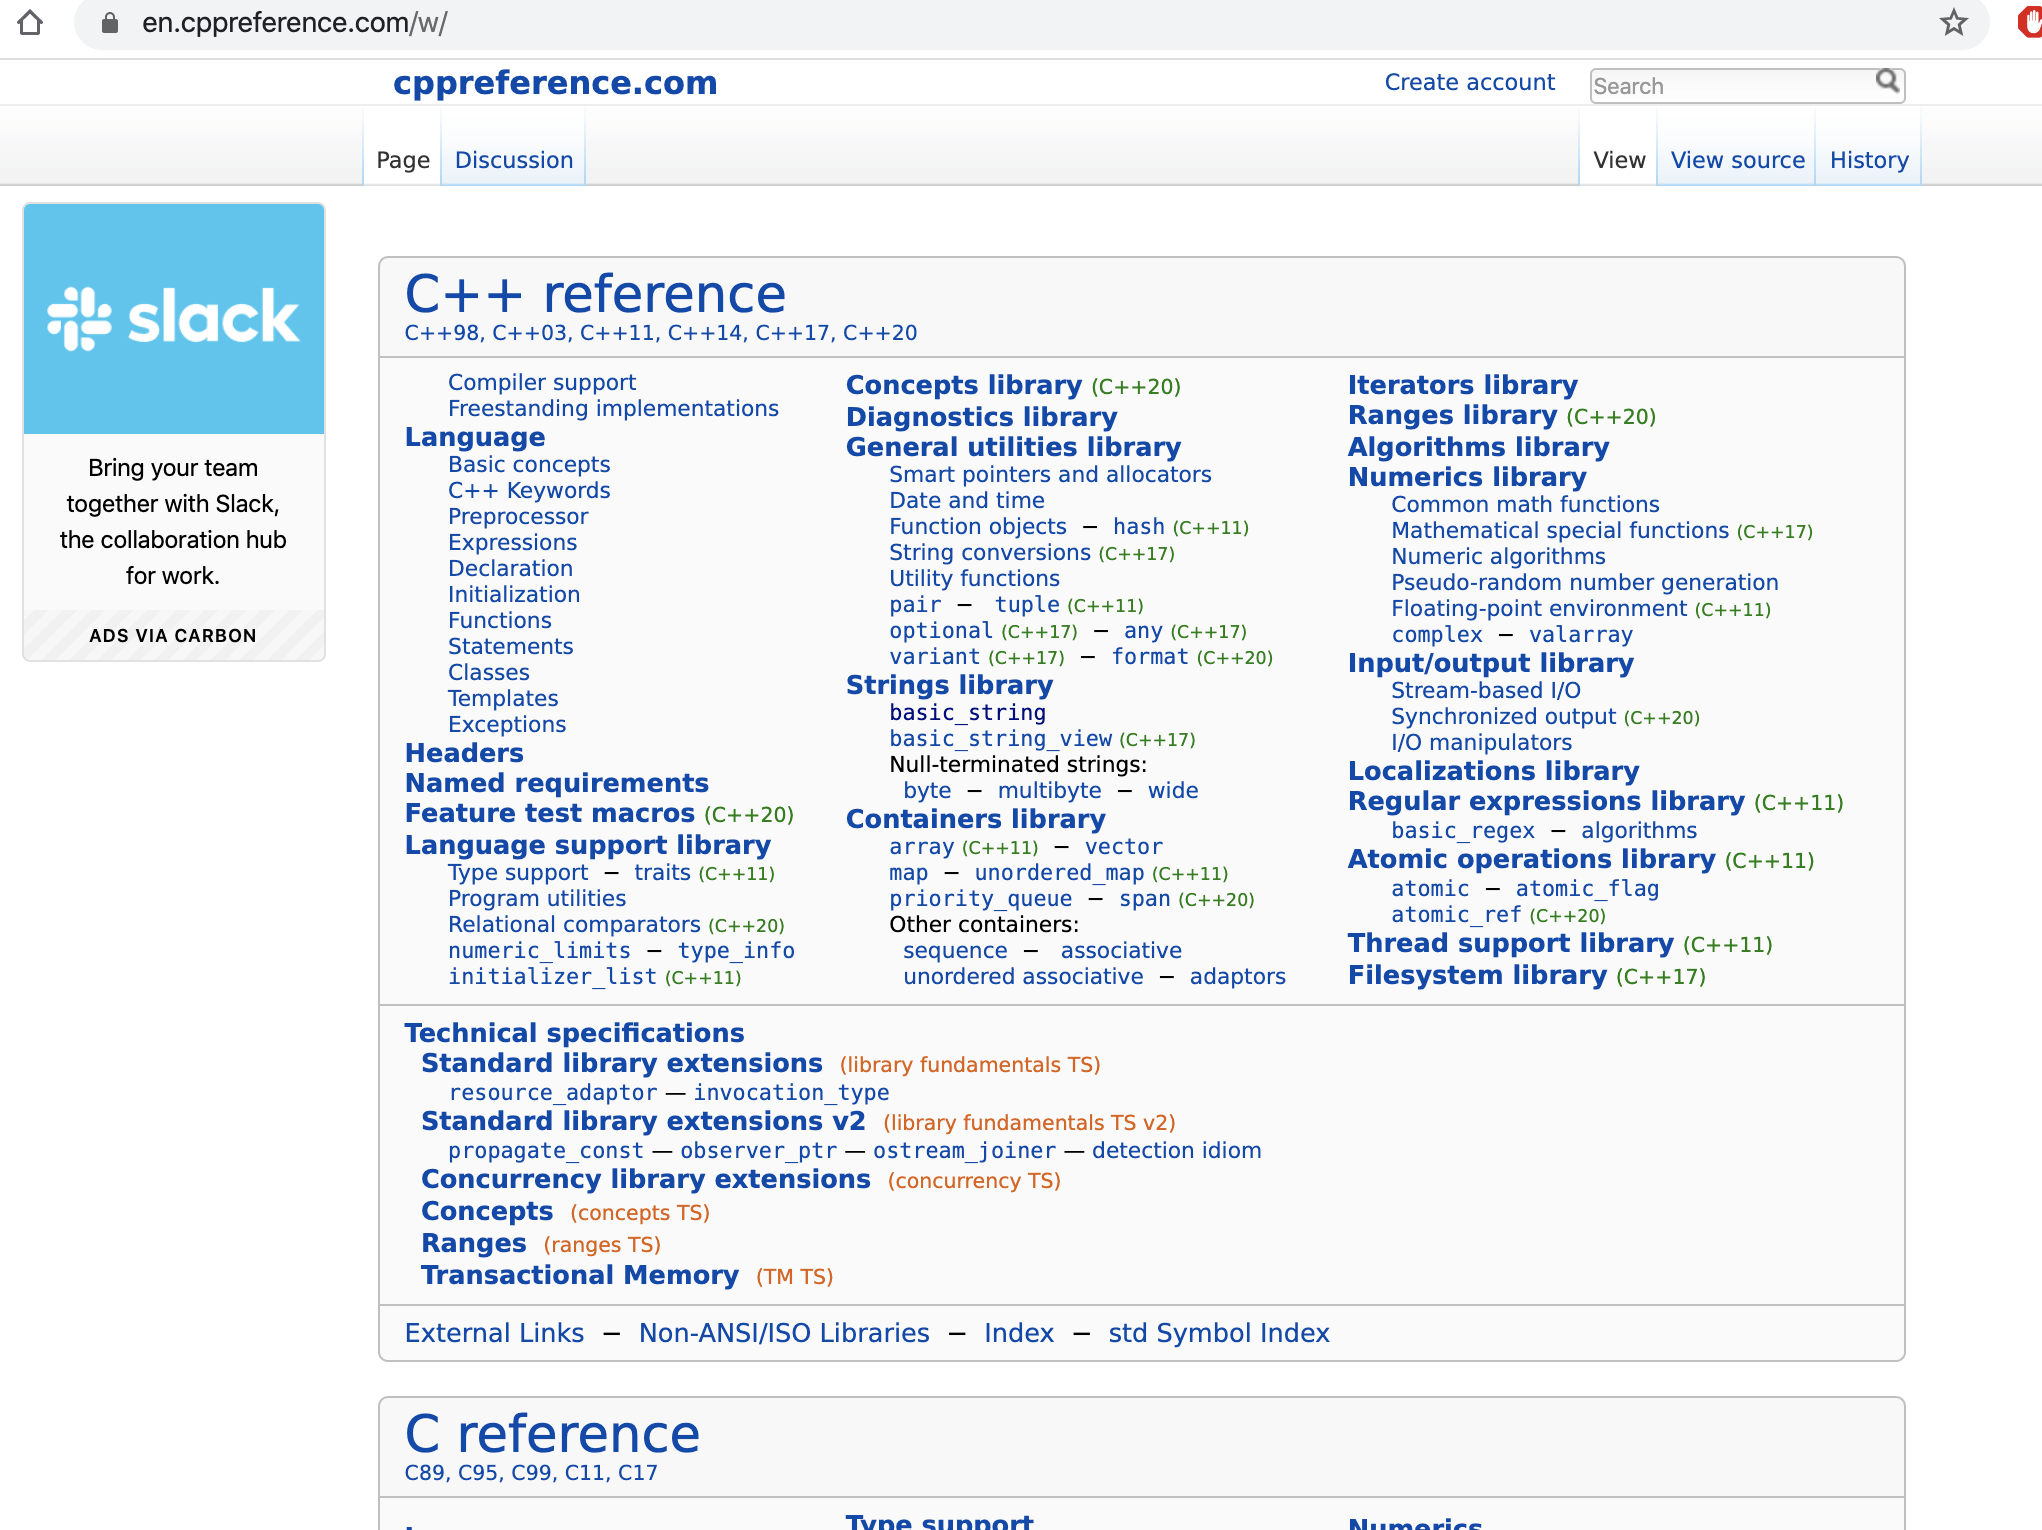 en.cppreference.com/w/
cppreference.com
Create account
Search
Page
Discussion
View
View source
History
slack
Bring your team
together with Slack,
the collaboration hub
for work.
ADS VIA CARBON
C++ reference
C++98, C++03, C++11, C++14, C++17, C++20
Compiler support
Freestanding implementations
Language
Basic concepts
C++ Keywords
Preprocessor
Expressions
Declaration
Initialization
Functions
Statements
Classes
Templates
Exceptions
Headers
Named requirements
Feature test macros (C++20)
Language support library
Type support − traits (C++11)
Program utilities
Relational comparators (C++20)
numeric_limits − type_info
initializer_list (C++11)
Concepts library (C++20)
Diagnostics library
General utilities library
Smart pointers and allocators
Date and time
Function objects − hash (C++11)
String conversions (C++17)
Utility functions
pair − tuple (C++11)
optional (C++17) − any (C++17)
variant (C++17) − format (C++20)
Strings library
basic_string
basic_string_view (C++17)
Null-terminated strings:
byte − multibyte − wide
Containers library
array (C++11) − vector
map − unordered_map (C++11)
priority_queue − span (C++20)
Other containers:
sequence − associative
unordered associative − adaptors
Iterators library
Ranges library (C++20)
Algorithms library
Numerics library
Common math functions
Mathematical special functions (C++17)
Numeric algorithms
Pseudo-random number generation
Floating-point environment (C++11)
complex − valarray
Input/output library
Stream-based I/O
Synchronized output (C++20)
I/O manipulators
Localizations library
Regular expressions library (C++11)
basic_regex − algorithms
Atomic operations library (C++11)
atomic − atomic_flag
atomic_ref (C++20)
Thread support library (C++11)
Filesystem library (C++17)
Technical specifications
Standard library extensions (library fundamentals TS)
resource_adaptor — invocation_type
Standard library extensions v2 (library fundamentals TS v2)
propagate_const — observer_ptr — ostream_joiner — detection idiom
Concurrency library extensions (concurrency TS)
Concepts (concepts TS)
Ranges (ranges TS)
Transactional Memory (TM TS)
External Links − Non-ANSI/ISO Libraries − Index − std Symbol Index
C reference
C89, C95, C99, C11, C17
Type support
Numerics